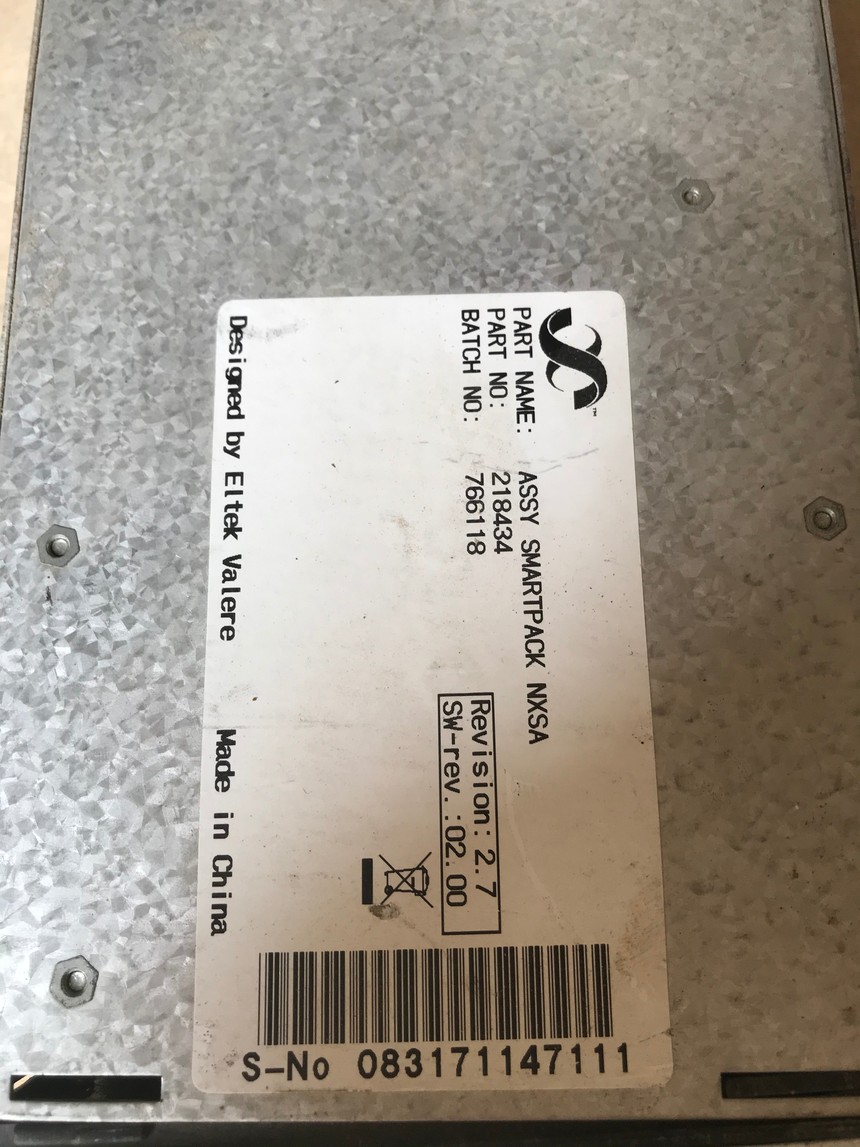 ™
PART NAME: ASSY SMARTPACK NXSA
PART NO: 218434
BATCH NO: 766118
Revision: 2.7
SW-rev.:02.00
Designed by Eltek Valere Made in China
S-No 083171147111